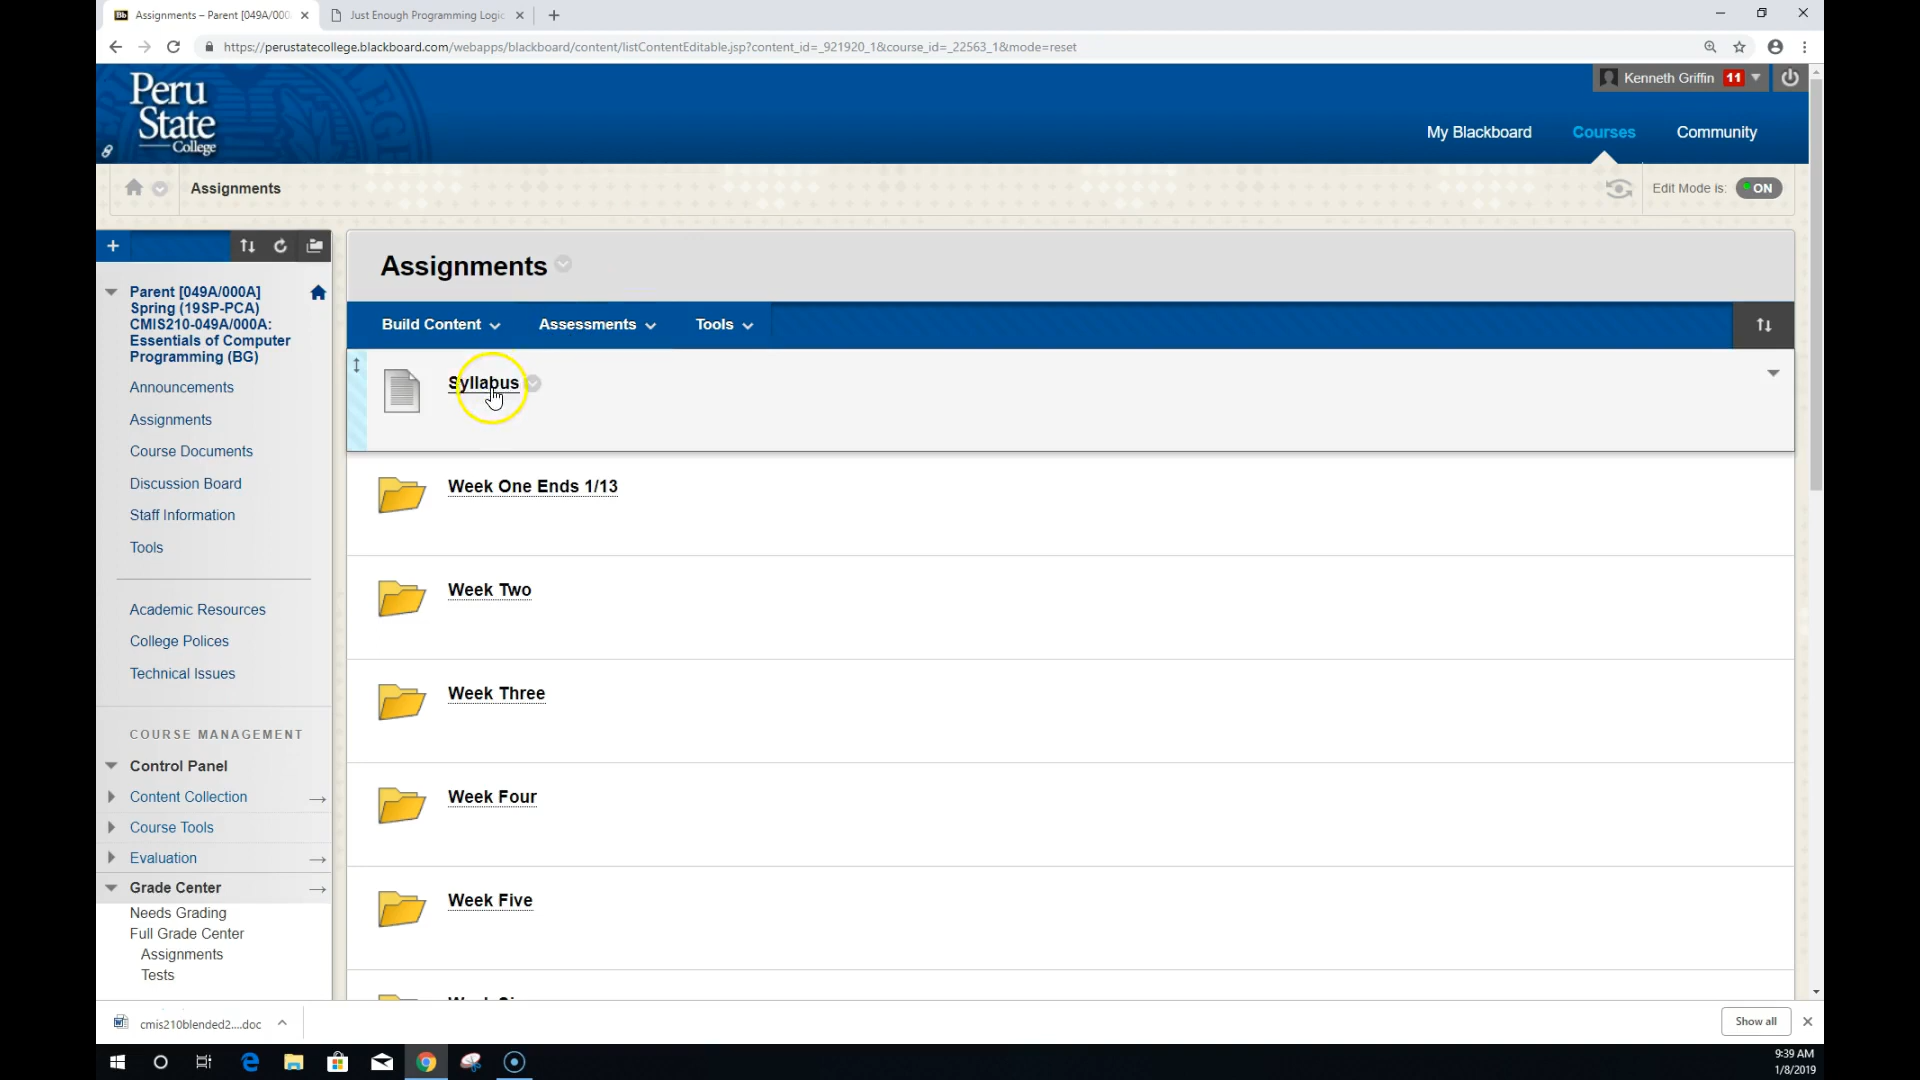 Assignments – Parent [049A/000
Just Enough Programming Logic
https://perustatecollege.blackboard.com/webapps/blackboard/content/listContentEditable.jsp?content_id=_921920_1&course_id=_22563_1&mode=reset
Peru
State
College
Kenneth Griffin 11
My Blackboard
Courses
Community
Assignments
Edit Mode is: ON
Parent [049A/000A]
Spring (19SP-PCA)
CMIS210-049A/000A:
Essentials of Computer
Programming (BG)
Announcements
Assignments
Course Documents
Discussion Board
Staff Information
Tools
Academic Resources
College Polices
Technical Issues
COURSE MANAGEMENT
Control Panel
Content Collection
Course Tools
Evaluation
Grade Center
Needs Grading
Full Grade Center
Assignments
Tests
Assignments
Build Content
Assessments
Tools
Syllabus
Week One Ends 1/13
Week Two
Week Three
Week Four
Week Five
cmis210blended2....doc
Show all
9:39 AM
1/8/2019